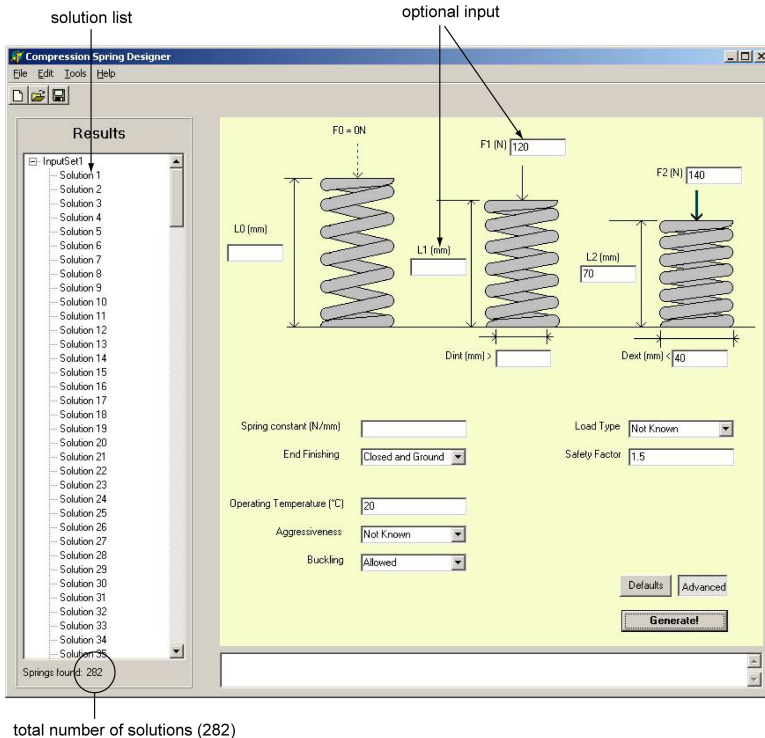 solution list
optional input
Compression Spring Designer
File Edit Tools Help
Results
InputSet1
Solution 1
Solution 2
Solution 3
Solution 4
Solution 5
Solution 6
Solution 7
Solution 8
Solution 9
Solution 10
Solution 11
Solution 12
Solution 13
Solution 14
Solution 15
Solution 16
Solution 17
Solution 18
Solution 19
Solution 20
Solution 21
Solution 22
Solution 23
Solution 24
Solution 25
Solution 26
Solution 27
Solution 28
Solution 29
Solution 30
Solution 31
Solution 32
Solution 33
Solution 34
Solution 35
Springs found: 282
F0 = 0N
F1 (N) 120
F2 (N) 140
L0 (mm)
L1 (mm)
L2 (mm)
70
Dint (mm) >
Dext (mm) < 40
Spring constant (N/mm)
Load Type Not Known
End Finishing Closed and Ground
Safety Factor 1.5
Operating Temperature (°C) 20
Aggressiveness Not Known
Buckling Allowed
Defaults Advanced
Generate!
total number of solutions (282)